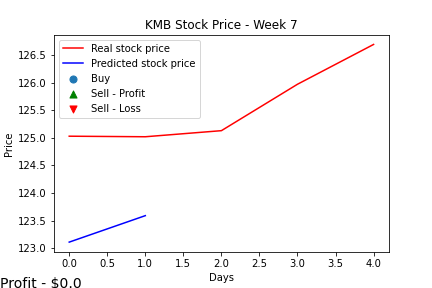 KMB Stock Price - Week 7
Real stock price
Predicted stock price
Buy
Sell - Profit
Sell - Loss
126.5
126.0
125.5
125.0
124.5
124.0
123.5
123.0
Price
0.0 0.5 1.0 1.5 2.0 2.5 3.0 3.5 4.0
Days
Profit - $0.0